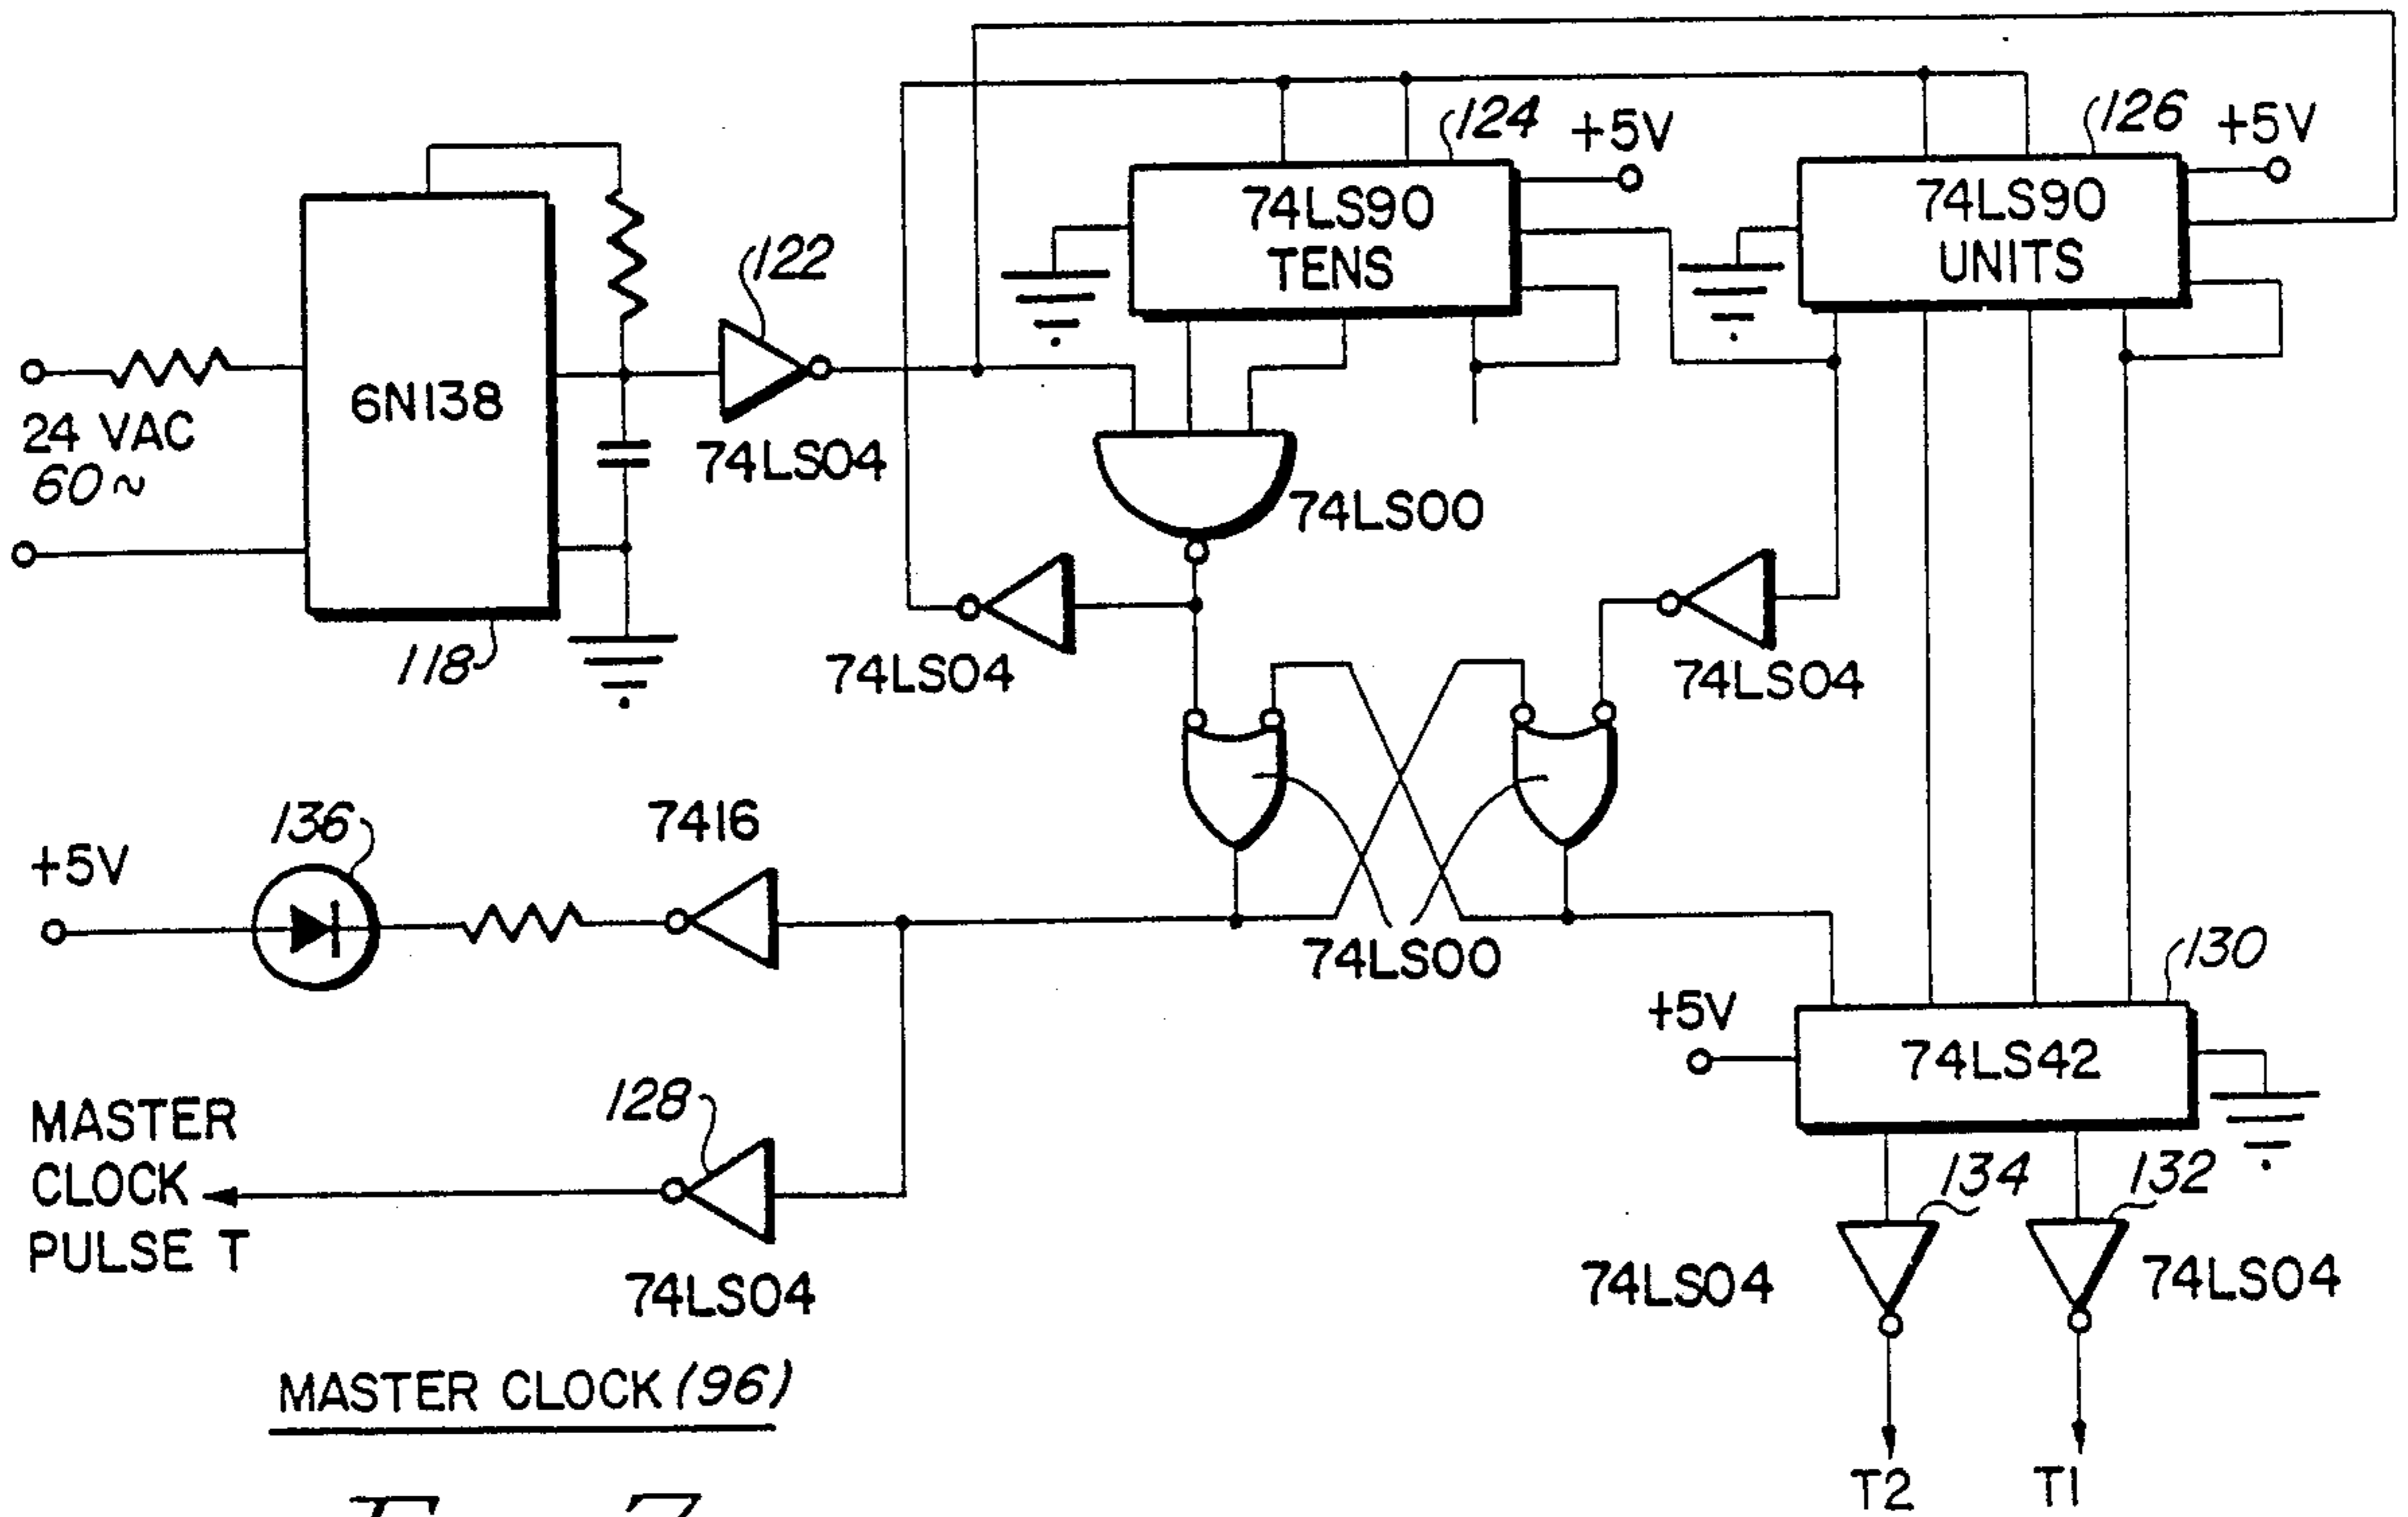 124
+5V
126
+5V
74LS90
TENS
74LS90
UNITS
122
24 VAC
60~
6N138
74LS04
74LS00
118
74LS04
74LS04
136
7416
+5V
74LS00
130
+5V
74LS42
MASTER
CLOCK
PULSE T
128
74LS04
134
132
74LS04
74LS04
MASTER CLOCK (96)
T2
T1